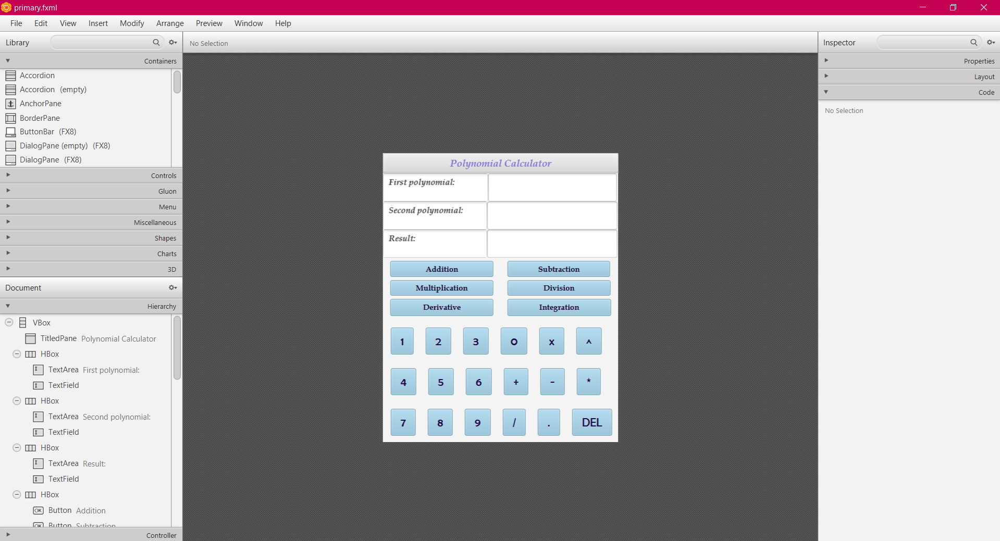 primary.fxml
File Edit View Insert Modify Arrange Preview Window Help
Library
Containers
Accordion
Accordion (empty)
AnchorPane
BorderPane
ButtonBar (FX8)
DialogPane (empty) (FX8)
DialogPane (FX8)
Controls
Gluon
Menu
Miscellaneous
Shapes
Charts
3D
Document
Hierarchy
VBox
TitledPane Polynomial Calculator
HBox
TextArea First polynomial:
TextField
HBox
TextArea Second polynomial:
TextField
HBox
TextArea Result:
TextField
HBox
OK Button Addition
OK Button Subtraction
Controller
No Selection
Polynomial Calculator
First polynomial:
Second polynomial:
Result:
Addition Subtraction
Multiplication Division
Derivative Integration
1 2 3 0 x ^
4 5 6 + - *
7 8 9 / . DEL
Inspector
Properties
Layout
Code
No Selection